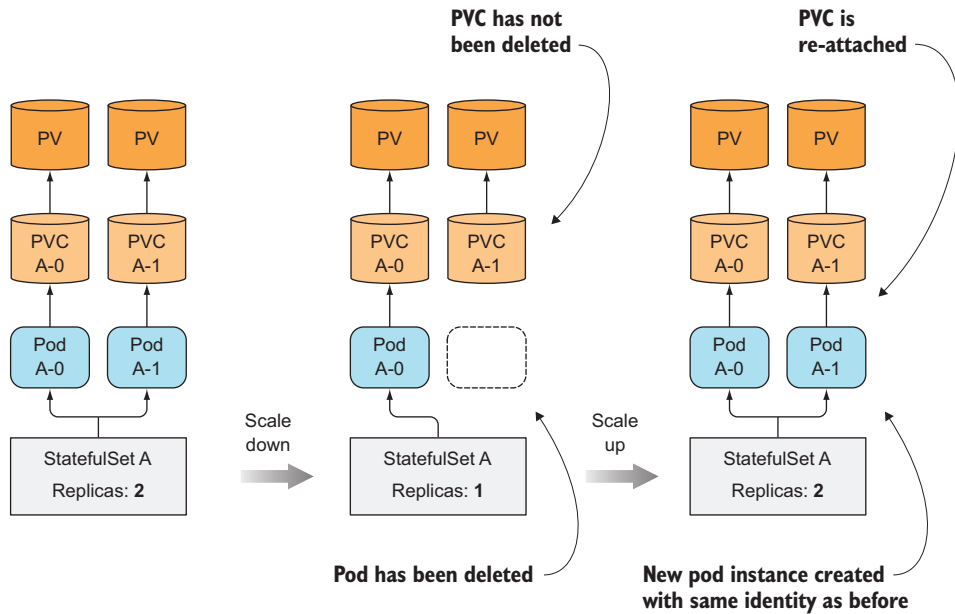 PVC has not
been deleted
PVC is
re-attached
PV
PV
PV
PV
PV
PV
PVC
A-0
PVC
A-1
PVC
A-0
PVC
A-1
PVC
A-0
PVC
A-1
Pod
A-0
Pod
A-1
Pod
A-0
Pod
A-0
Pod
A-1
StatefulSet A
Replicas: 2
Scale
down
StatefulSet A
Replicas: 1
Scale
up
StatefulSet A
Replicas: 2
Pod has been deleted
New pod instance created
with same identity as before